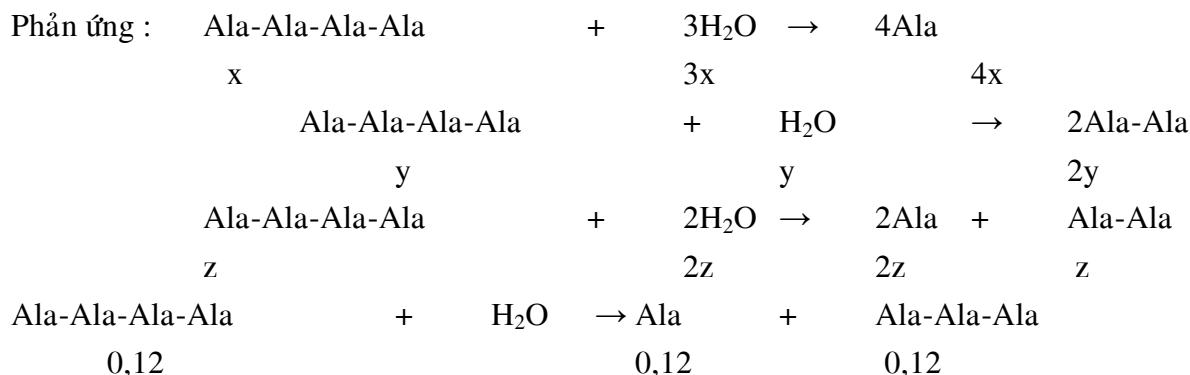 Phản ứng : Ala-Ala-Ala-Ala + 3H₂O → 4Ala
x 3x 4x
Ala-Ala-Ala-Ala + H₂O → 2Ala-Ala
y y 2y
Ala-Ala-Ala-Ala + 2H₂O → 2Ala + Ala-Ala
z 2z 2z z
Ala-Ala-Ala-Ala + H₂O → Ala + Ala-Ala-Ala
0,12 0,12 0,12